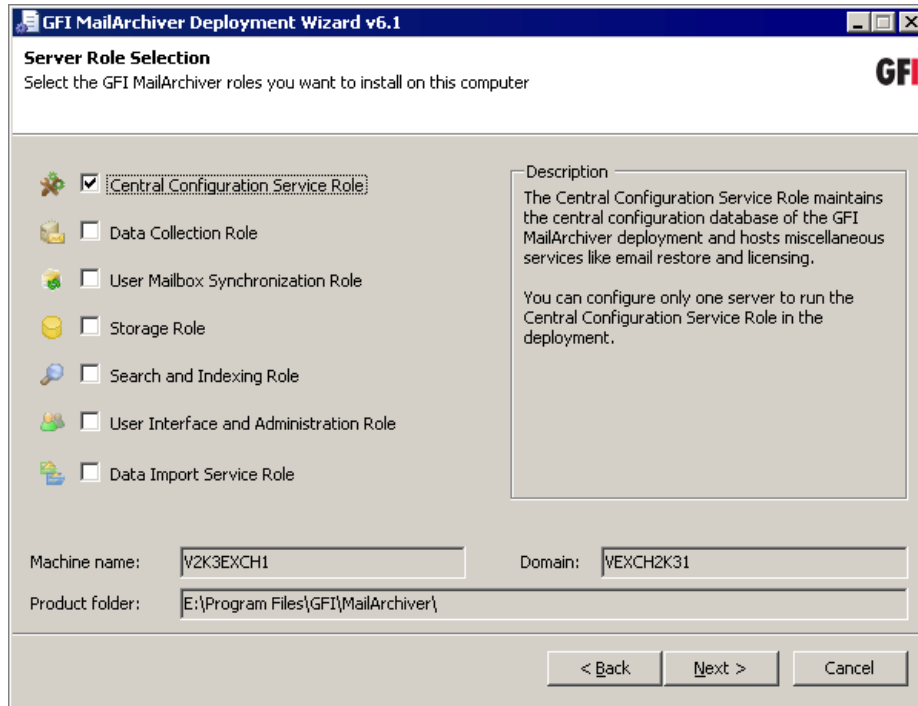 GFI MailArchiver Deployment Wizard v6.1
Server Role Selection
Select the GFI MailArchiver roles you want to install on this computer
GFI
Central Configuration Service Role
Data Collection Role
User Mailbox Synchronization Role
Storage Role
Search and Indexing Role
User Interface and Administration Role
Data Import Service Role
Description
The Central Configuration Service Role maintains
the central configuration database of the GFI
MailArchiver deployment and hosts miscellaneous
services like email restore and licensing.
You can configure only one server to run the
Central Configuration Service Role in the
deployment.
Machine name: V2K3EXCH1 Domain: VEXCH2K31
Product folder: E:\Program Files\GFI\MailArchiver\
< Back Next > Cancel